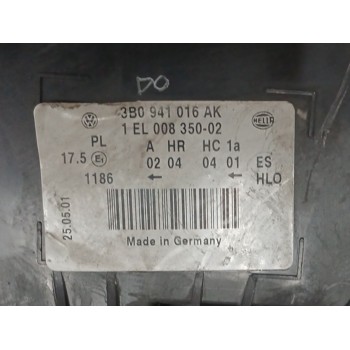 DO
3B0 941 016 AK
HELLA
1 EL 008 350-02
PL A HR HC 1a
17.5 E1 02 04 04 01 ES
1186 ← ← HLO
25.05.01
Made in Germany